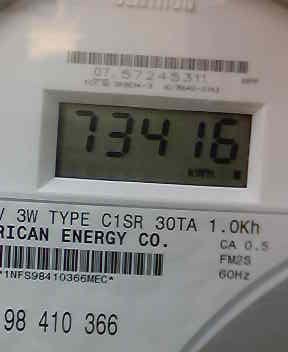 07.57245311
73416
V 3W TYPE C1SR 30TA 1.0Kh
RICAN ENERGY CO.
CA 0.5
FM2S
60Hz
*1NFS98410366MEC*
98 410 366